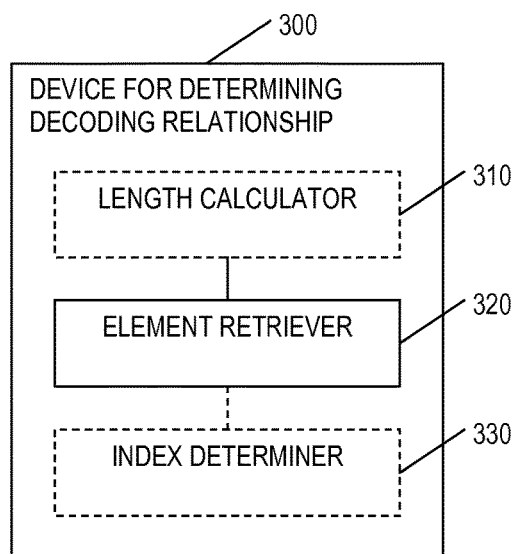 300
DEVICE FOR DETERMINING
DECODING RELATIONSHIP
310
LENGTH CALCULATOR
320
ELEMENT RETRIEVER
330
INDEX DETERMINER